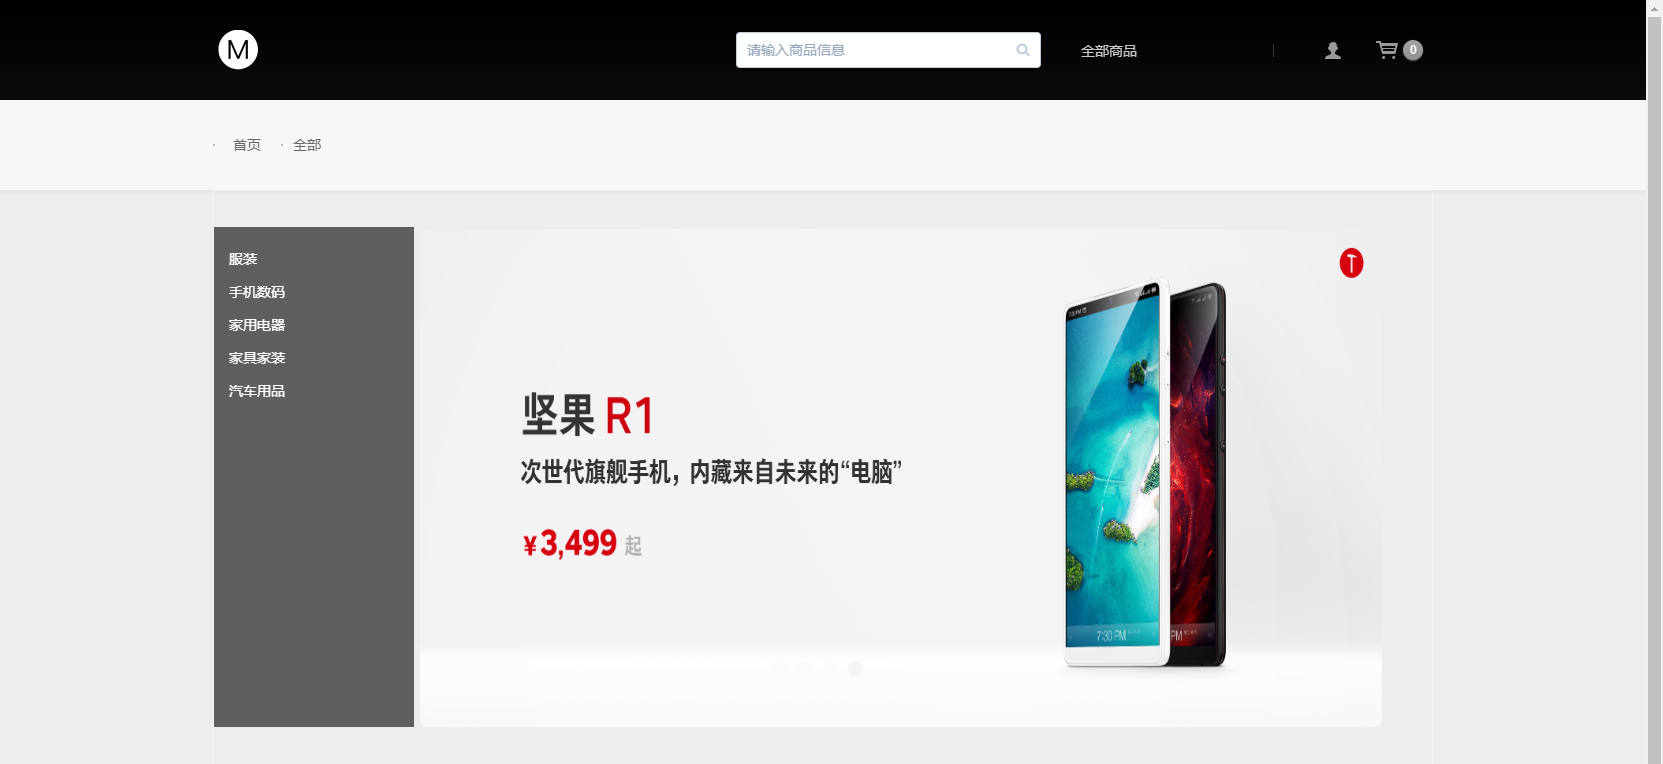 M
请输入商品信息
全部商品
0
首页
全部
服装
手机数码
家用电器
家具家装
汽车用品
坚果 R1
次世代旗舰手机，内藏来自未来的“电脑”
¥3,499 起
7:30 PM
PM